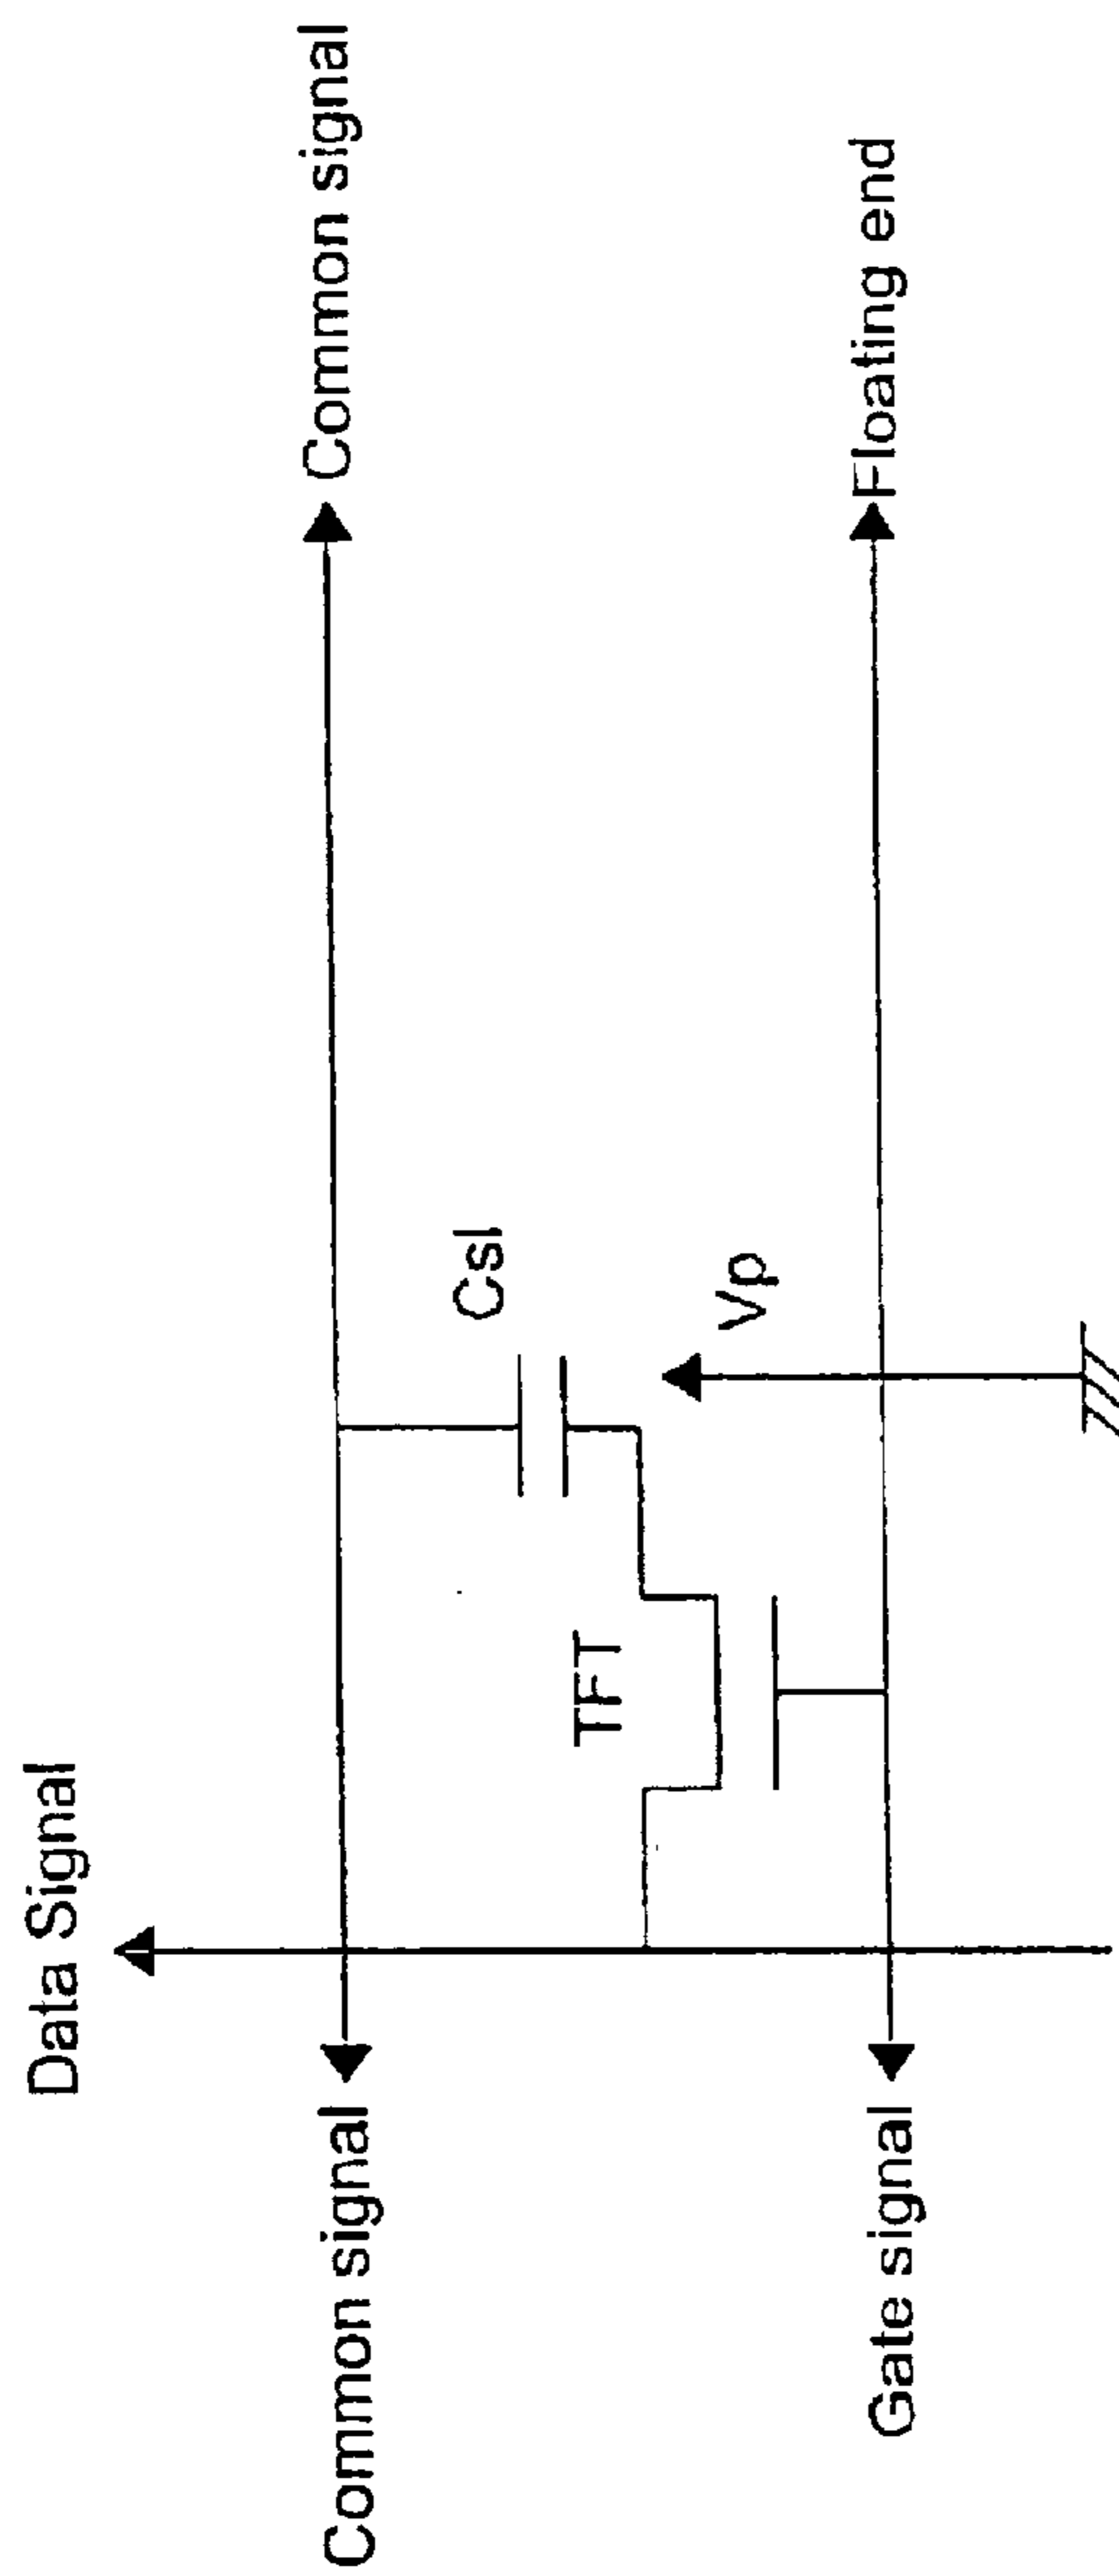 Data Signal
Common signal
Common signal
Csl
TFT
Vp
Gate signal
Floating end